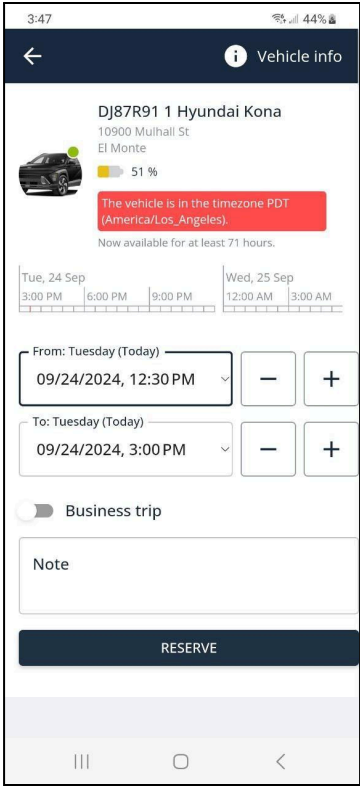 3:47 44%
Vehicle info
DJ87R91 1 Hyundai Kona
10900 Mulhall St
El Monte
51 %
The vehicle is in the timezone PDT
(America/Los_Angeles).
Now available for at least 71 hours.
Tue, 24 Sep Wed, 25 Sep
3:00 PM 6:00 PM 9:00 PM 12:00 AM 3:00 AM
From: Tuesday (Today)
09/24/2024, 12:30 PM
To: Tuesday (Today)
09/24/2024, 3:00 PM
Business trip
Note
RESERVE